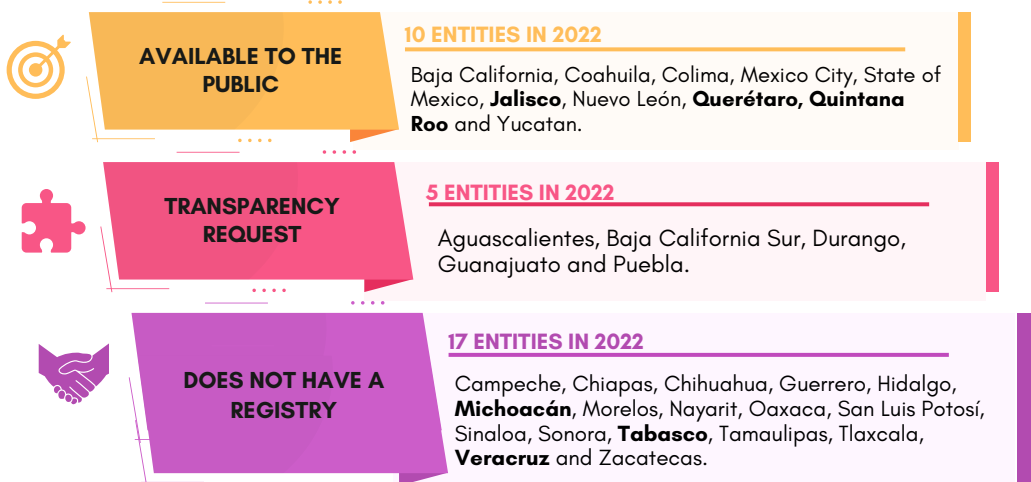 AVAILABLE TO THE
PUBLIC
10 ENTITIES IN 2022
Baja California, Coahuila, Colima, Mexico City, State of
Mexico, Jalisco, Nuevo León, Querétaro, Quintana
Roo and Yucatan.
TRANSPARENCY
REQUEST
5 ENTITIES IN 2022
Aguascalientes, Baja California Sur, Durango,
Guanajuato and Puebla.
DOES NOT HAVE A
REGISTRY
17 ENTITIES IN 2022
Campeche, Chiapas, Chihuahua, Guerrero, Hidalgo,
Michoacán, Morelos, Nayarit, Oaxaca, San Luis Potosí,
Sinaloa, Sonora, Tabasco, Tamaulipas, Tlaxcala,
Veracruz and Zacatecas.